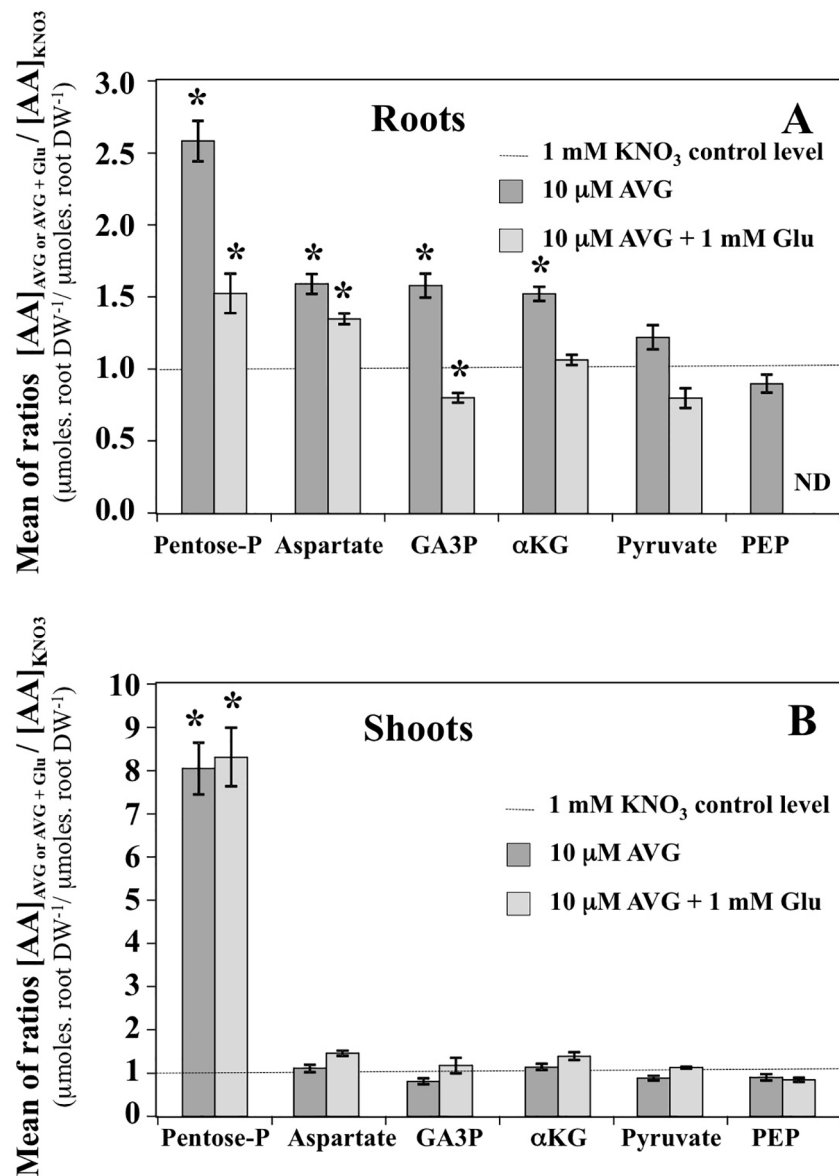 Mean of ratios [AA]AVG or AVG + Glu / [AA]KNO3
(μmoles. root DW-1/ μmoles. root DW-1)
3.0
2.5
2.0
1.5
1.0
0.5
0.0
Roots
A
1 mM KNO3 control level
10 μM AVG
10 μM AVG + 1 mM Glu
* * * * * * *
ND
Pentose-P Aspartate GA3P αKG Pyruvate PEP
Mean of ratios [AA]AVG or AVG + Glu / [AA]KNO3
(μmoles. root DW-1/ μmoles. root DW-1)
10
9
8
7
6
5
4
3
2
1
0
Shoots
B
1 mM KNO3 control level
10 μM AVG
10 μM AVG + 1 mM Glu
* *
Pentose-P Aspartate GA3P αKG Pyruvate PEP